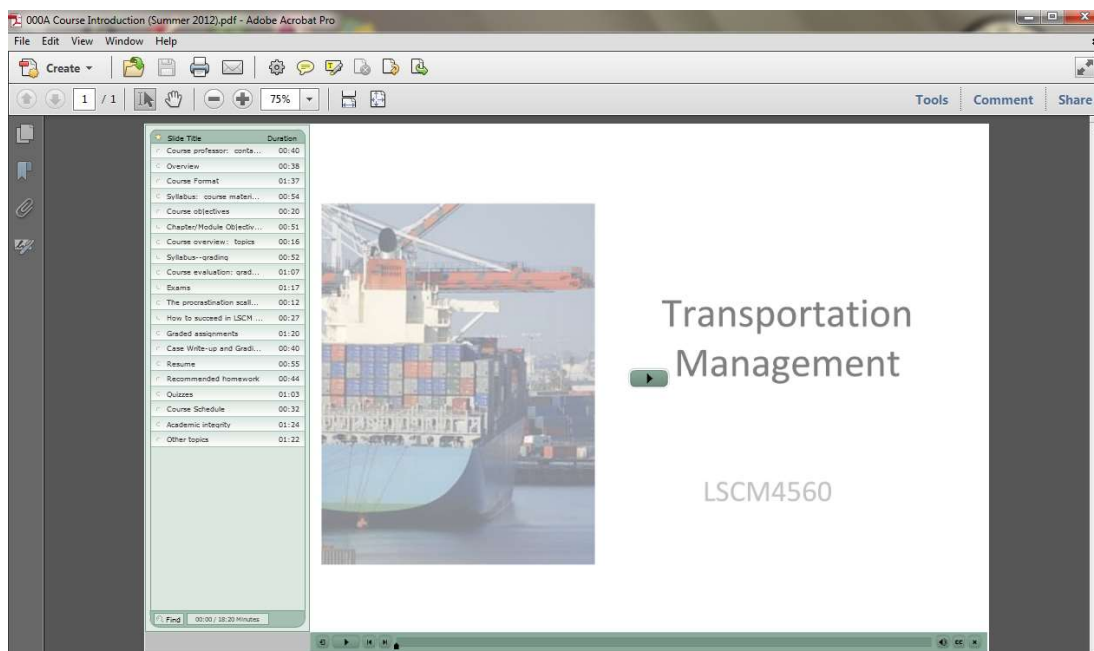 000A Course Introduction (Summer 2012).pdf - Adobe Acrobat Pro
File Edit View Window Help
Create
1 / 1 75% Tools Comment Share
Slide Title Duration
Course professor: conta... 00:40
Overview 00:38
Course Format 01:37
Syllabus: course materi... 00:54
Course objectives 00:20
Chapter/Module Objectiv... 00:51
Course overview: topics 00:16
Syllabus--grading 00:52
Course evaluation: grad... 01:07
Exams 01:17
The procrastination scall... 00:12
How to succeed in LSCM ... 00:27
Graded assignments 01:20
Case Write-up and Gradi... 00:40
Resume 00:55
Recommended homework 00:44
Quizzes 01:03
Course Schedule 00:32
Academic integrity 01:24
Other topics 01:22
Find 00:00 / 18:20 Minutes
Transportation
Management
LSCM4560
CC